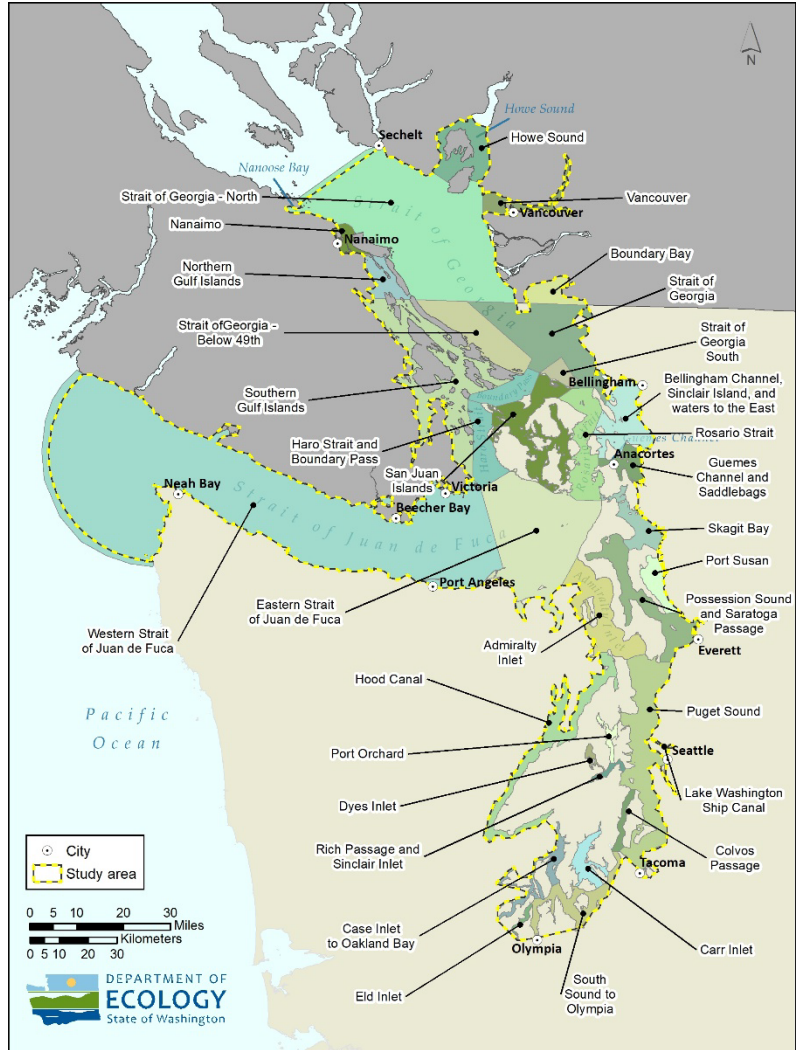 N
Howe Sound
Howe Sound
Sechelt
Nanoose Bay
Strait of Georgia - North
Strait of Georgia
Vancouver
Vancouver
Nanaimo
Nanaimo
Boundary Bay
Northern
Gulf Islands
Strait of
Georgia
StraitofGeorgia -
Below 49th
Strait of
Georgia
South
Bellingham
Bellingham Channel,
Sinclair Island, and
waters to the East
Southern
Gulf Islands
Boundary Pass
Haro Strait
Rosario Strait
Haro Strait and
Boundary Pass
Guemes Channel
Anacortes
Guemes
Channel and
Saddlebags
San Juan
Islands
Victoria
Neah Bay
Beecher Bay
Strait of Juan de Fuca
Skagit Bay
Port Susan
Port Angeles
Eastern Strait
of Juan de Fuca
Admiralty Inlet
Possession Sound
and Saratoga
Passage
Western Strait
of Juan de Fuca
Admiralty
Inlet
Everett
Hood Canal
Pacific
Ocean
Puget Sound
Port Orchard
Seattle
Dyes Inlet
Lake Washington
Ship Canal
Rich Passage and
Sinclair Inlet
Colvos
Passage
Tacoma
City
Study area
0 5 10 20 30
Miles
Kilometers
0 5 10 20 30
Case Inlet
to Oakland Bay
Carr Inlet
Olympia
Eld Inlet
South
Sound to
Olympia
DEPARTMENT OF
ECOLOGY
State of Washington